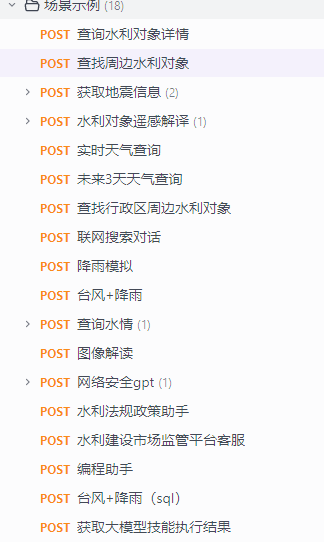 场景示例 (18)
POST 查询水利对象详情
POST 查找周边水利对象
POST 获取地震信息 (2)
POST 水利对象遥感解译 (1)
POST 实时天气查询
POST 未来3天天气查询
POST 查找行政区周边水利对象
POST 联网搜索对话
POST 降雨模拟
POST 台风+降雨
POST 查询水情 (1)
POST 图像解读
POST 网络安全gpt (1)
POST 水利法规政策助手
POST 水利建设市场监管平台客服
POST 编程助手
POST 台风+降雨（sql）
POST 获取大模型技能执行结果